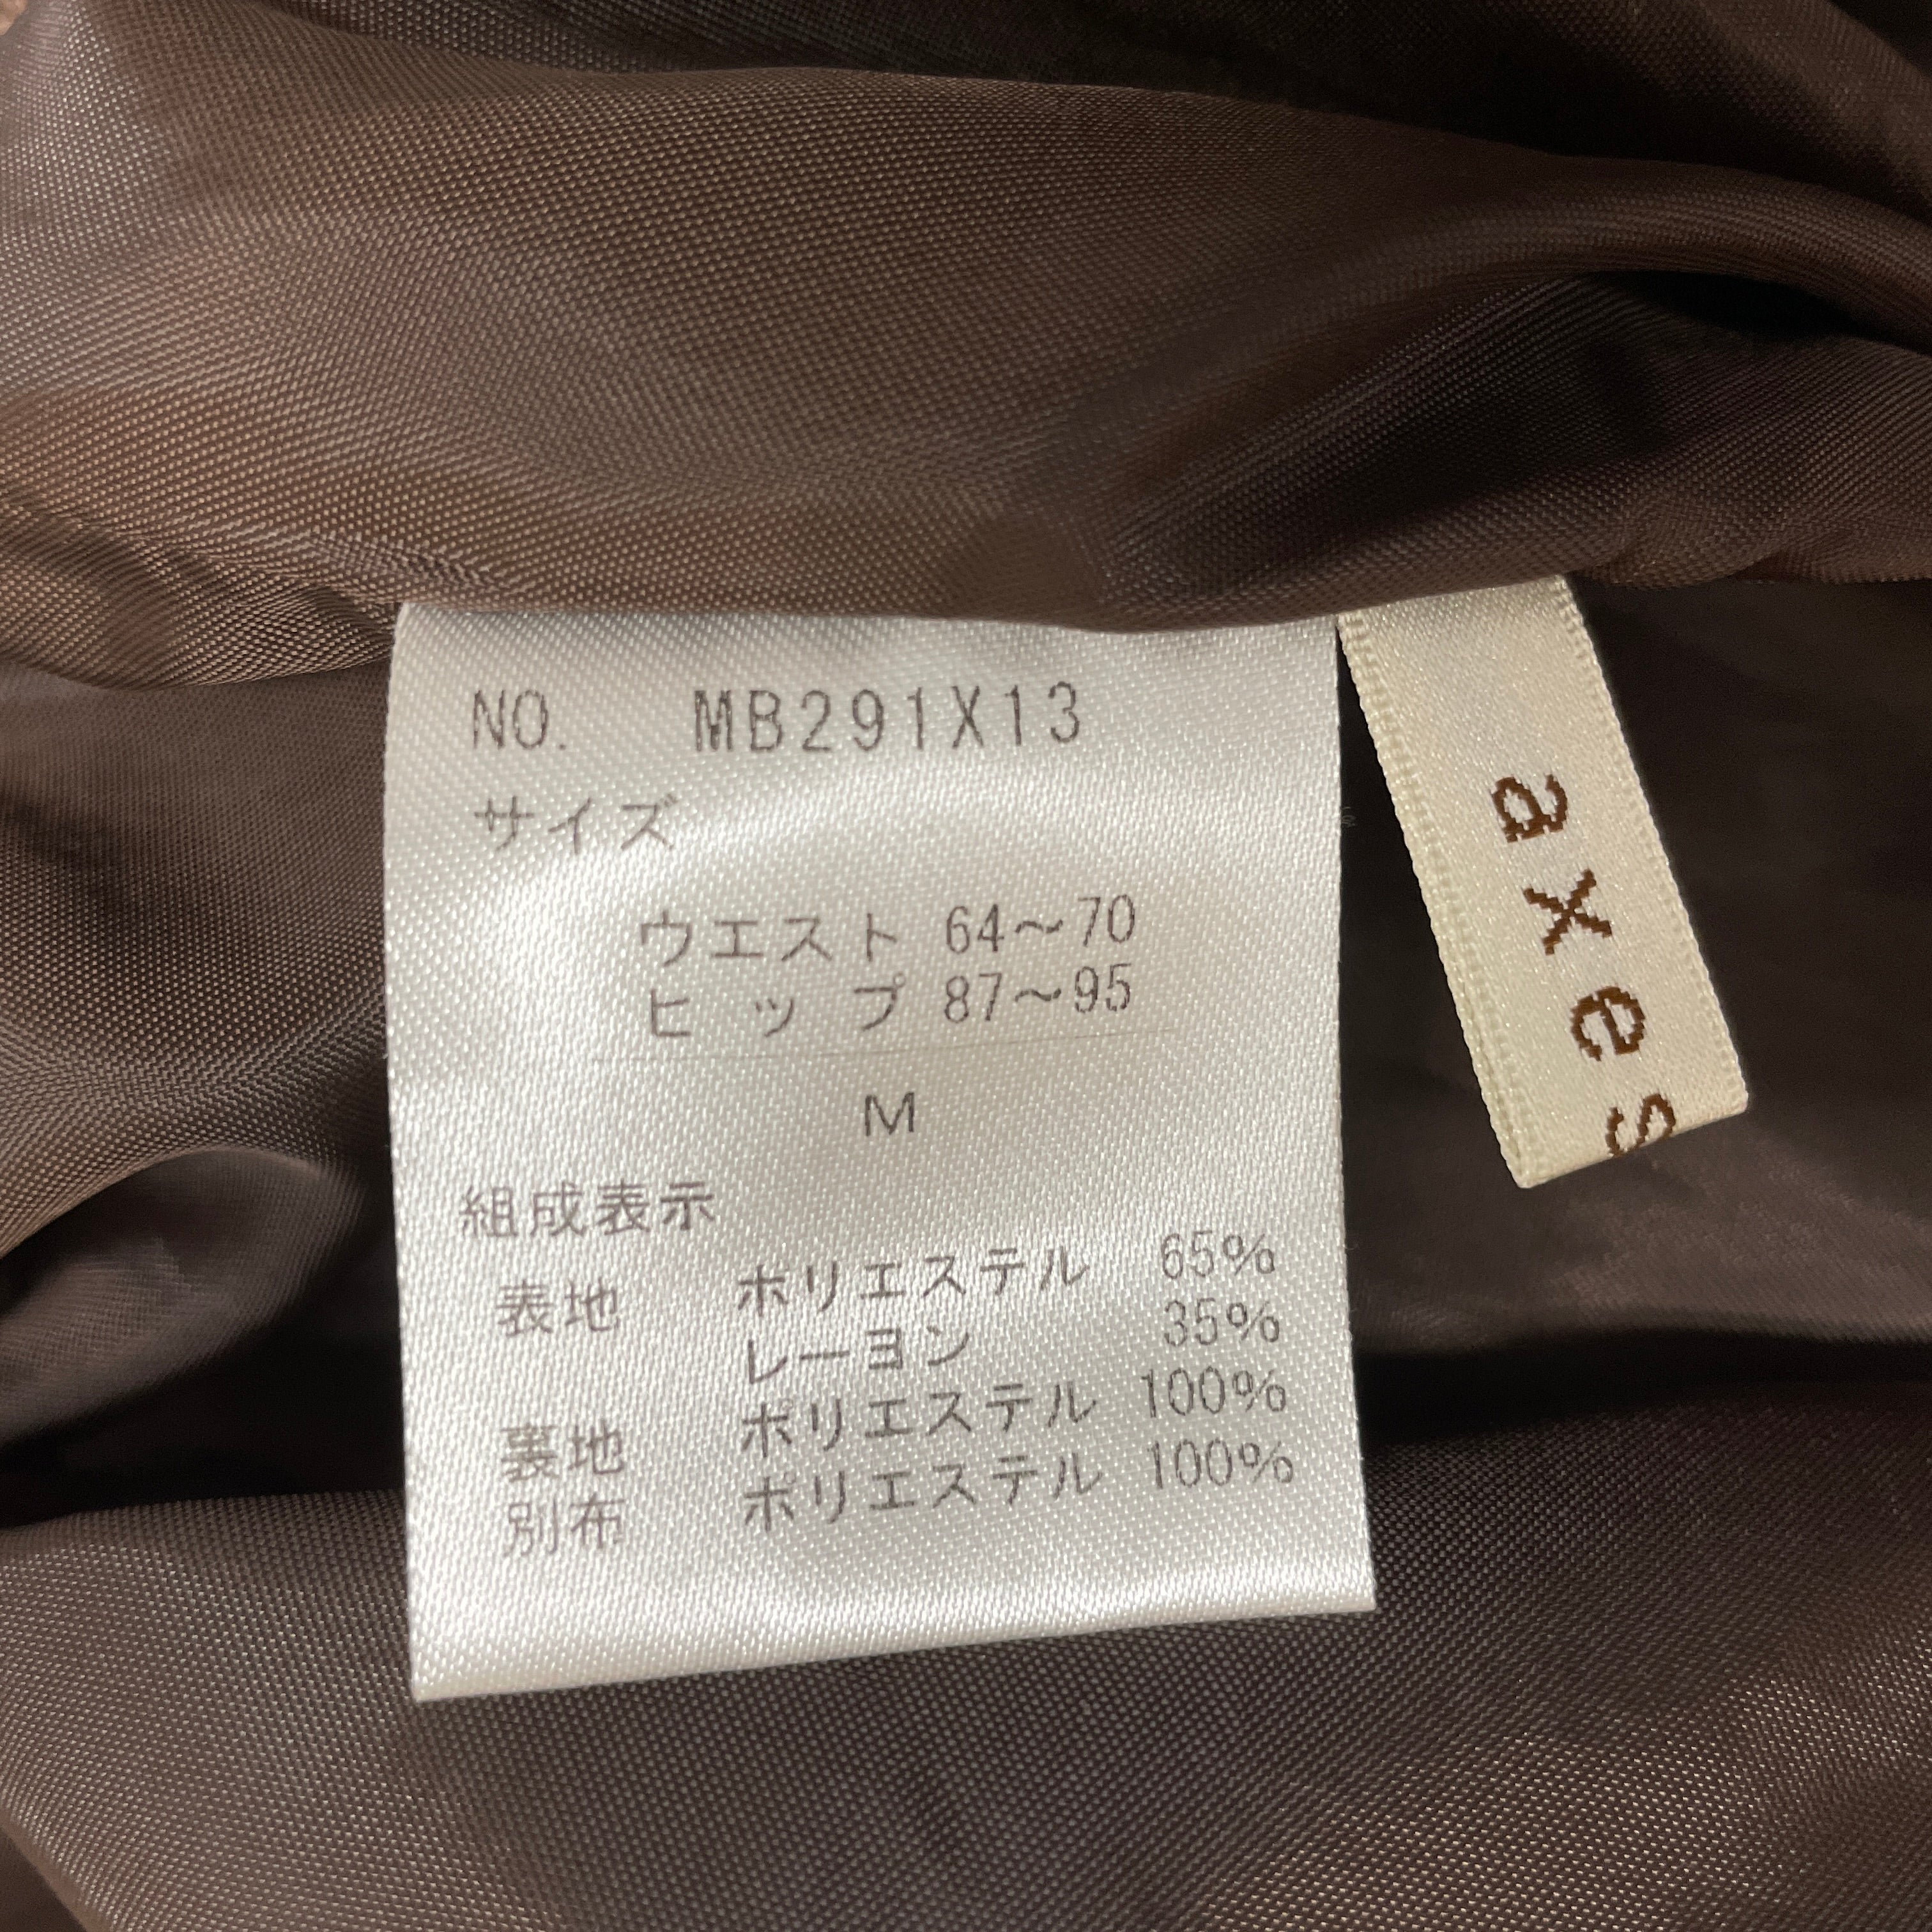 NO. MB291X13
サイズ
ウエスト 64〜70
ヒップ 87〜95
M
組成表示
表地 ポリエステル 65%
レーヨン 35%
裏地 ポリエステル 100%
別布 ポリエステル 100%
axes